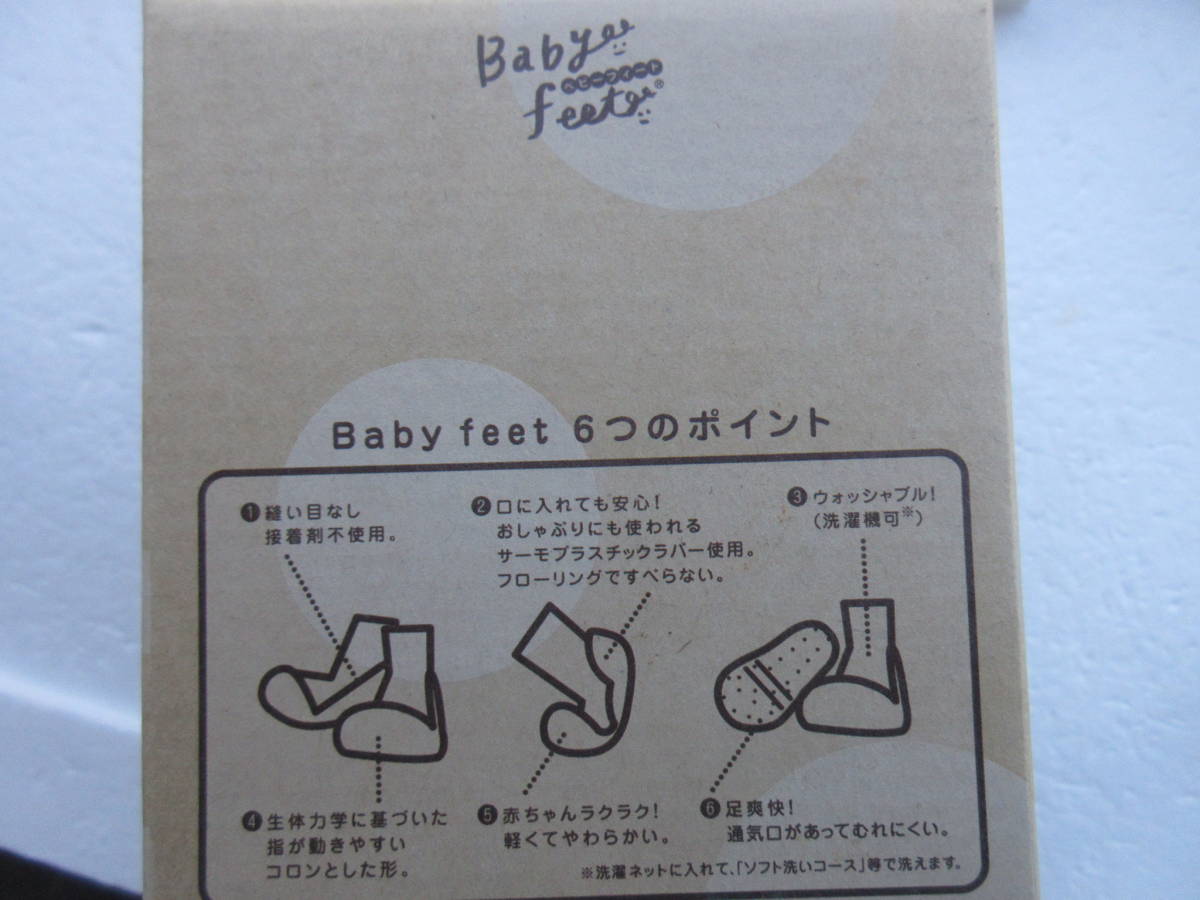 Baby
ベビーフィート
feet®
Baby feet 6つのポイント
❶縫い目なし
接着剤不使用。
❷口に入れても安心!
おしゃぶりにも使われる
サーモプラスチックラバー使用。
フローリングですべらない。
❸ウォッシャブル!
(洗濯機可※)
❹生体力学に基づいた
指が動きやすい
コロンとした形。
❺赤ちゃんラクラク!
軽くてやわらかい。
❻足爽快!
通気口があってむれにくい。
※洗濯ネットに入れて、「ソフト洗いコース」等で洗えます。